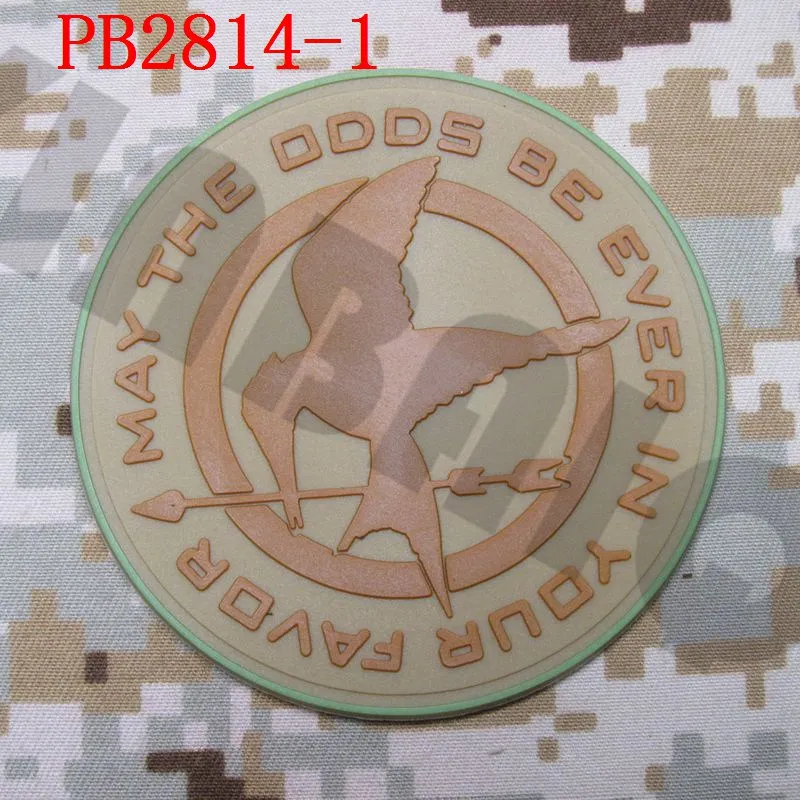 PB2814-1
MAY THE ODDS BE EVER IN YOUR FAVOR